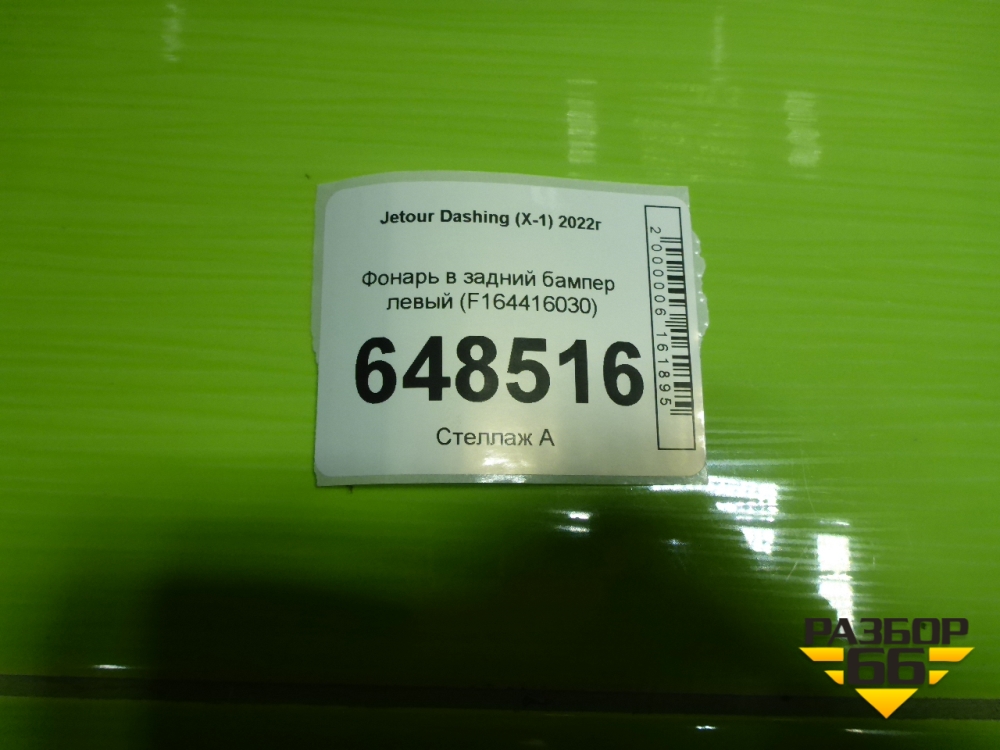 Jetour Dashing (X-1) 2022г
Фонарь в задний бампер
левый (F164416030)
648516
Стеллаж А
2 000006 161895
РАЗБОР
66